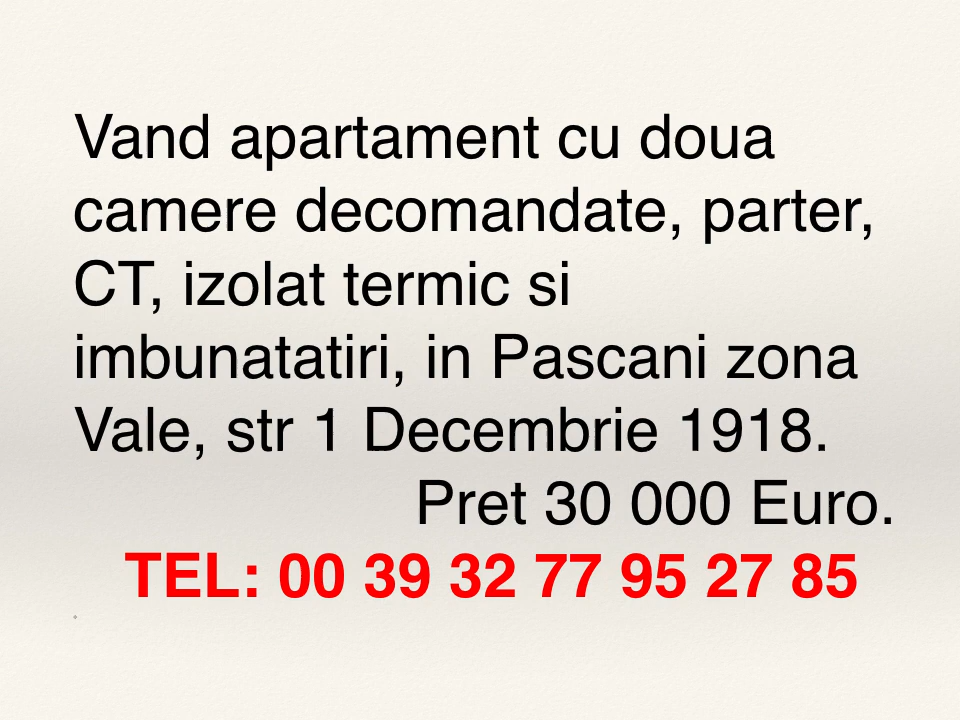 Vand apartament cu doua
camere decomandate, parter,
CT, izolat termic si
imbunatatiri, in Pascani zona
Vale, str 1 Decembrie 1918.
Pret 30 000 Euro.
TEL: 00 39 32 77 95 27 85